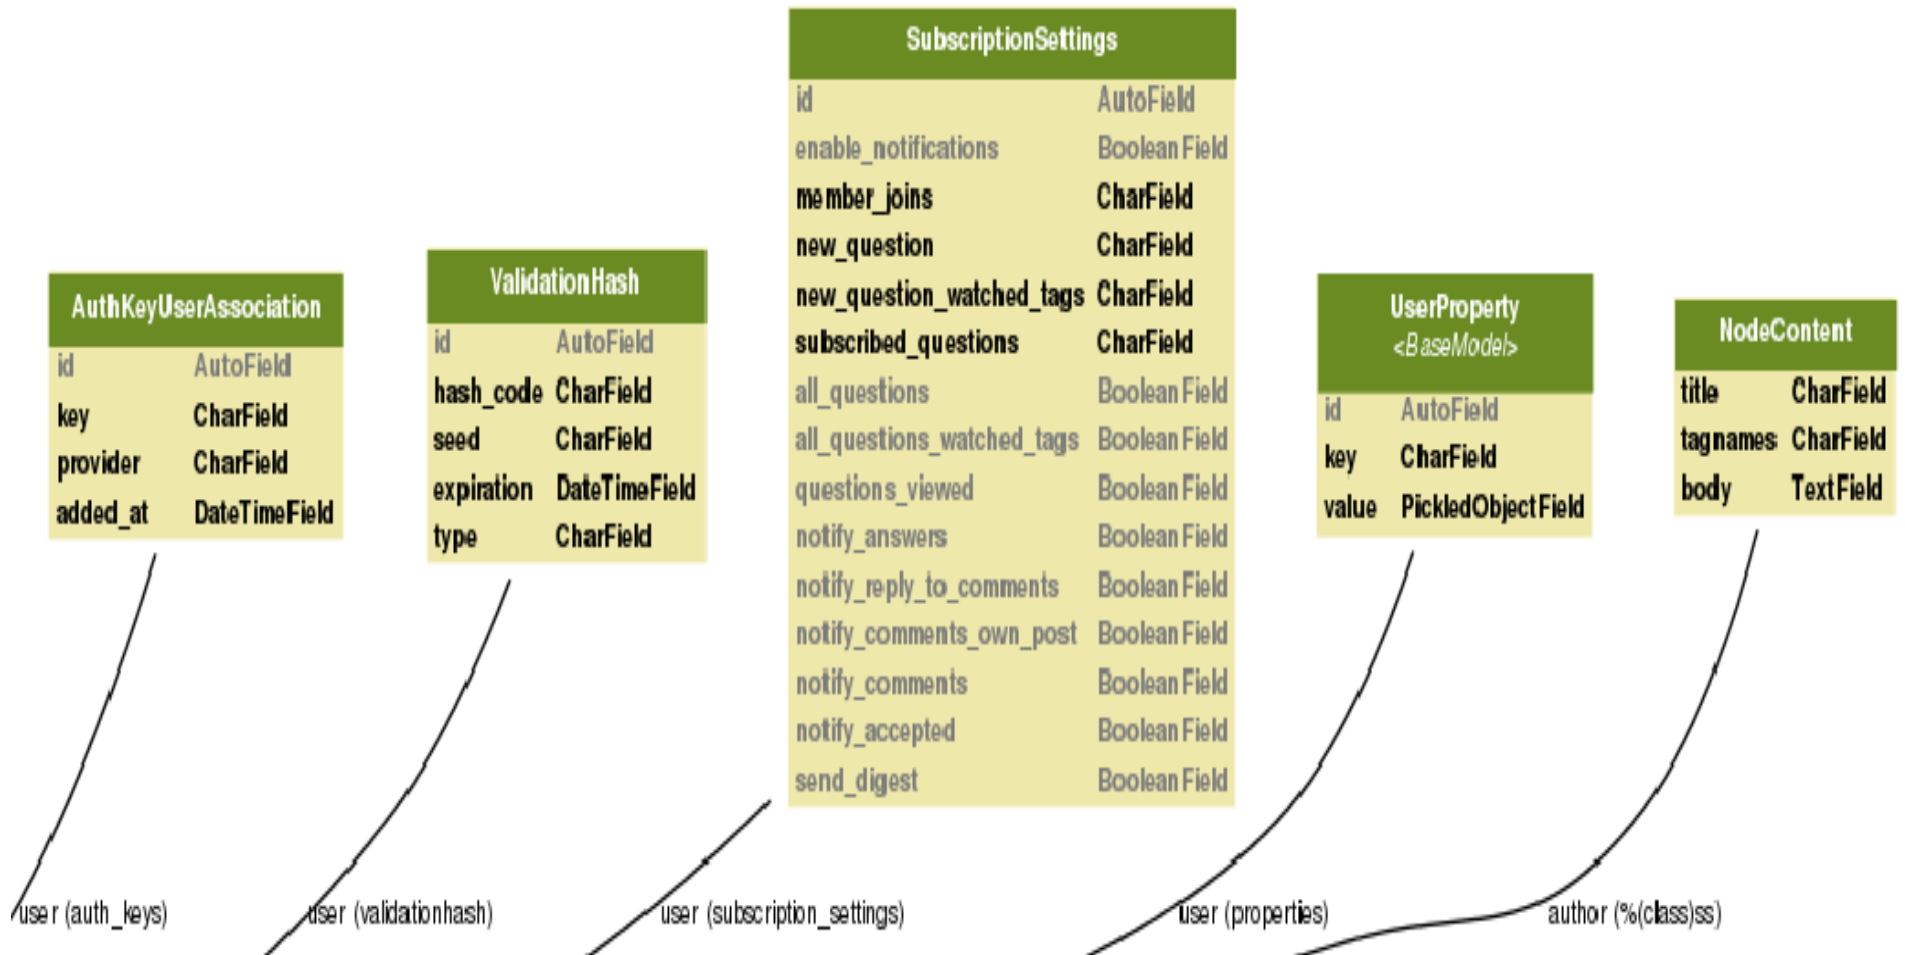 SubscriptionSettings
id AutoField
enable_notifications BooleanField
member_joins CharField
new_question CharField
new_question_watched_tags CharField
subscribed_questions CharField
all_questions BooleanField
all_questions_watched_tags BooleanField
questions_viewed BooleanField
notify_answers BooleanField
notify_reply_to_comments BooleanField
notify_comments_own_post BooleanField
notify_comments BooleanField
notify_accepted BooleanField
send_digest BooleanField
AuthKeyUserAssociation
id AutoField
key CharField
provider CharField
added_at DateTimeField
ValidationHash
id AutoField
hash_code CharField
seed CharField
expiration DateTimeField
type CharField
UserProperty
<BaseModel>
id AutoField
key CharField
value PickledObjectField
NodeContent
title CharField
tagnames CharField
body TextField
user (auth_keys)
user (validationhash)
user (subscription_settings)
user (properties)
author (%(class)ss)